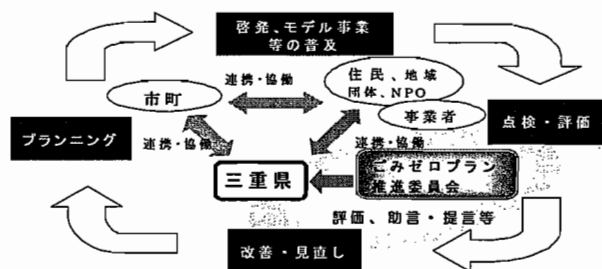 啓発、モデル事業
等の普及
連携・協働
住民、地域
団体、NPO
市町
事業者
点検・評価
プランニング
連携・協働
連携・協働
三重県
ごみゼロプラン
推進委員会
評価、助言・提言等
改善・見直し